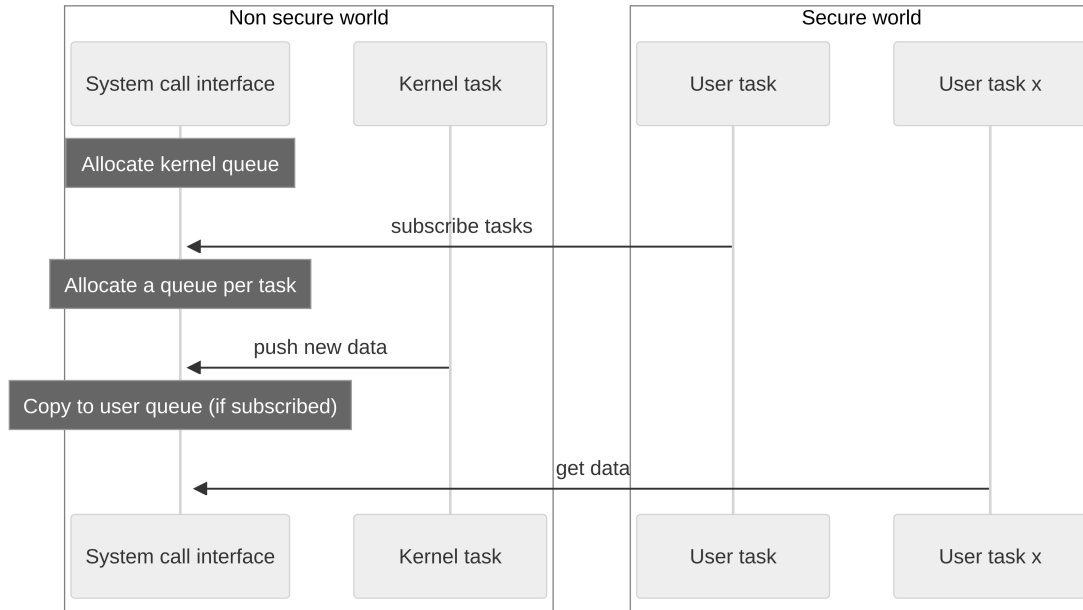 Non secure world
Secure world
System call interface
Kernel task
User task
User task x
Allocate kernel queue
subscribe tasks
Allocate a queue per task
push new data
Copy to user queue (if subscribed)
get data
System call interface
Kernel task
User task
User task x